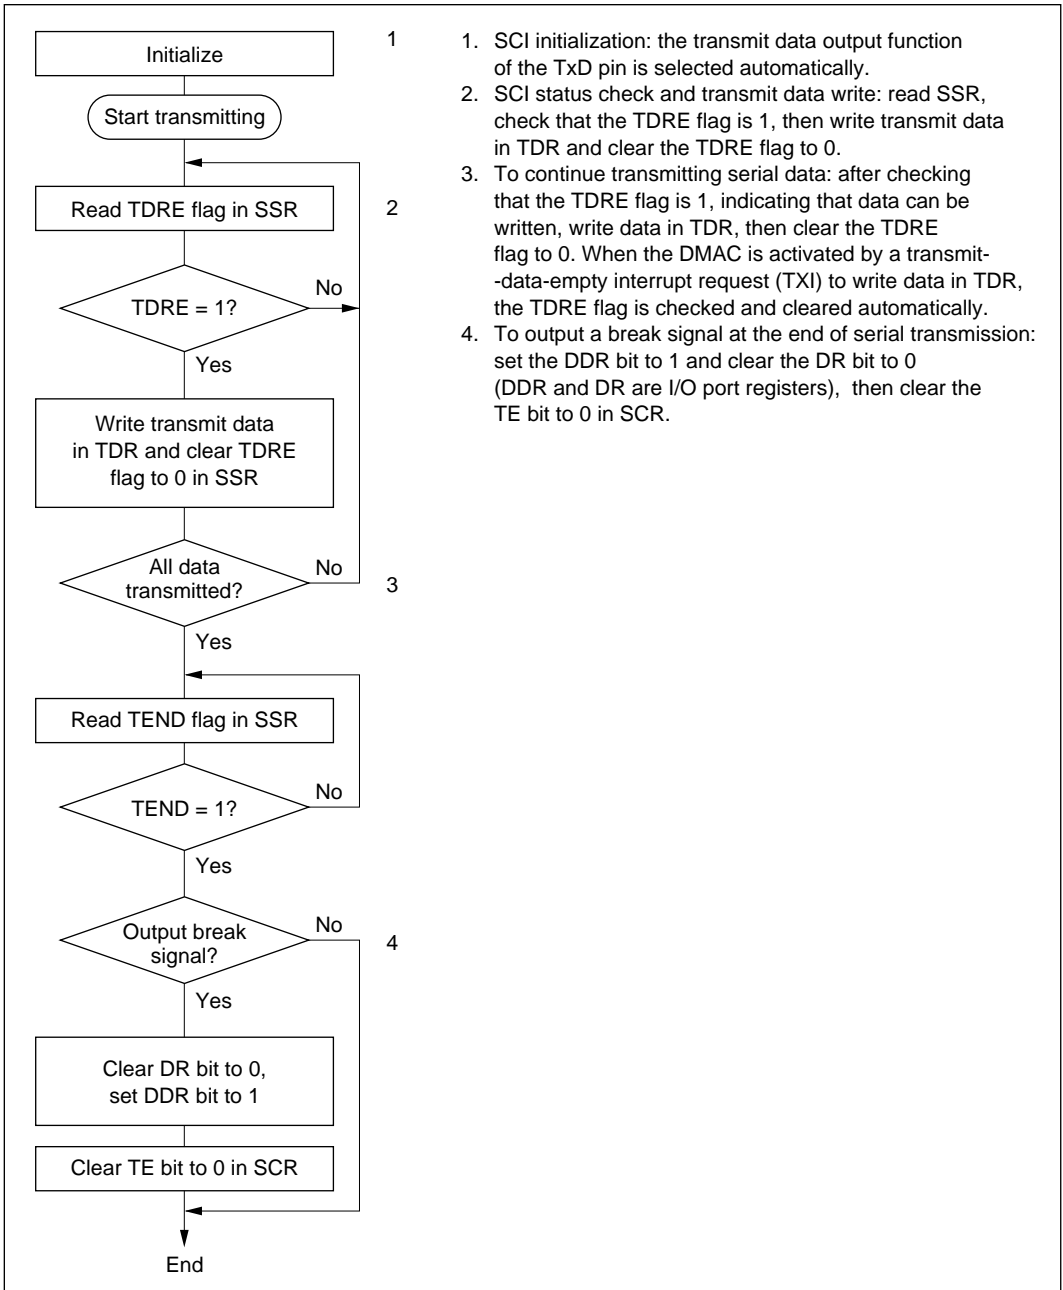 Initialize
1
Start transmitting
Read TDRE flag in SSR
2
TDRE = 1?
No
Yes
Write transmit data
in TDR and clear TDRE
flag to 0 in SSR
All data
transmitted?
No
3
Yes
Read TEND flag in SSR
TEND = 1?
No
Yes
Output break
signal?
No
4
Yes
Clear DR bit to 0,
set DDR bit to 1
Clear TE bit to 0 in SCR
End
1. SCI initialization: the transmit data output function
of the TxD pin is selected automatically.
2. SCI status check and transmit data write: read SSR,
check that the TDRE flag is 1, then write transmit data
in TDR and clear the TDRE flag to 0.
3. To continue transmitting serial data: after checking
that the TDRE flag is 1, indicating that data can be
written, write data in TDR, then clear the TDRE
flag to 0. When the DMAC is activated by a transmit-
-data-empty interrupt request (TXI) to write data in TDR,
the TDRE flag is checked and cleared automatically.
4. To output a break signal at the end of serial transmission:
set the DDR bit to 1 and clear the DR bit to 0
(DDR and DR are I/O port registers), then clear the
TE bit to 0 in SCR.